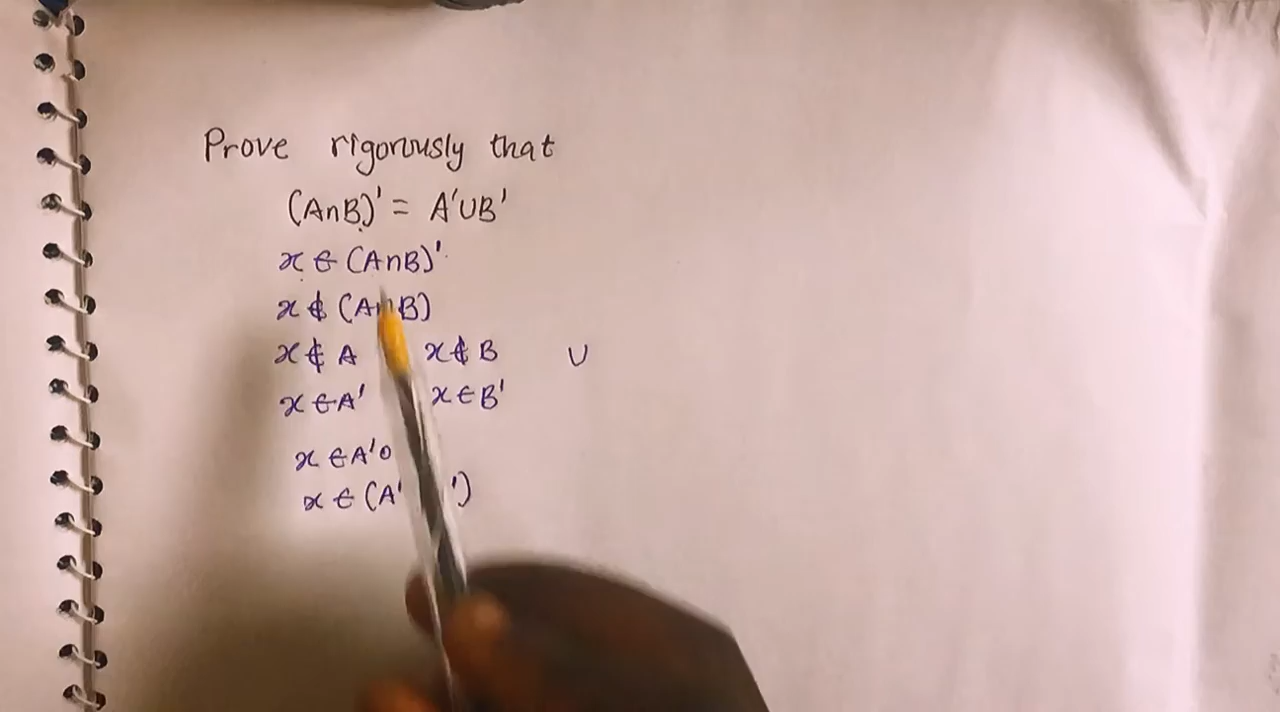 Prove rigorously that
(A∩B)' = A'∪B'
x ∈ (A∩B)'
x ∉ (A∩B)
x ∉ A x ∉ B ∪
x ∈ A' x ∈ B'
x ∈ A'
x ∈ (A' ')